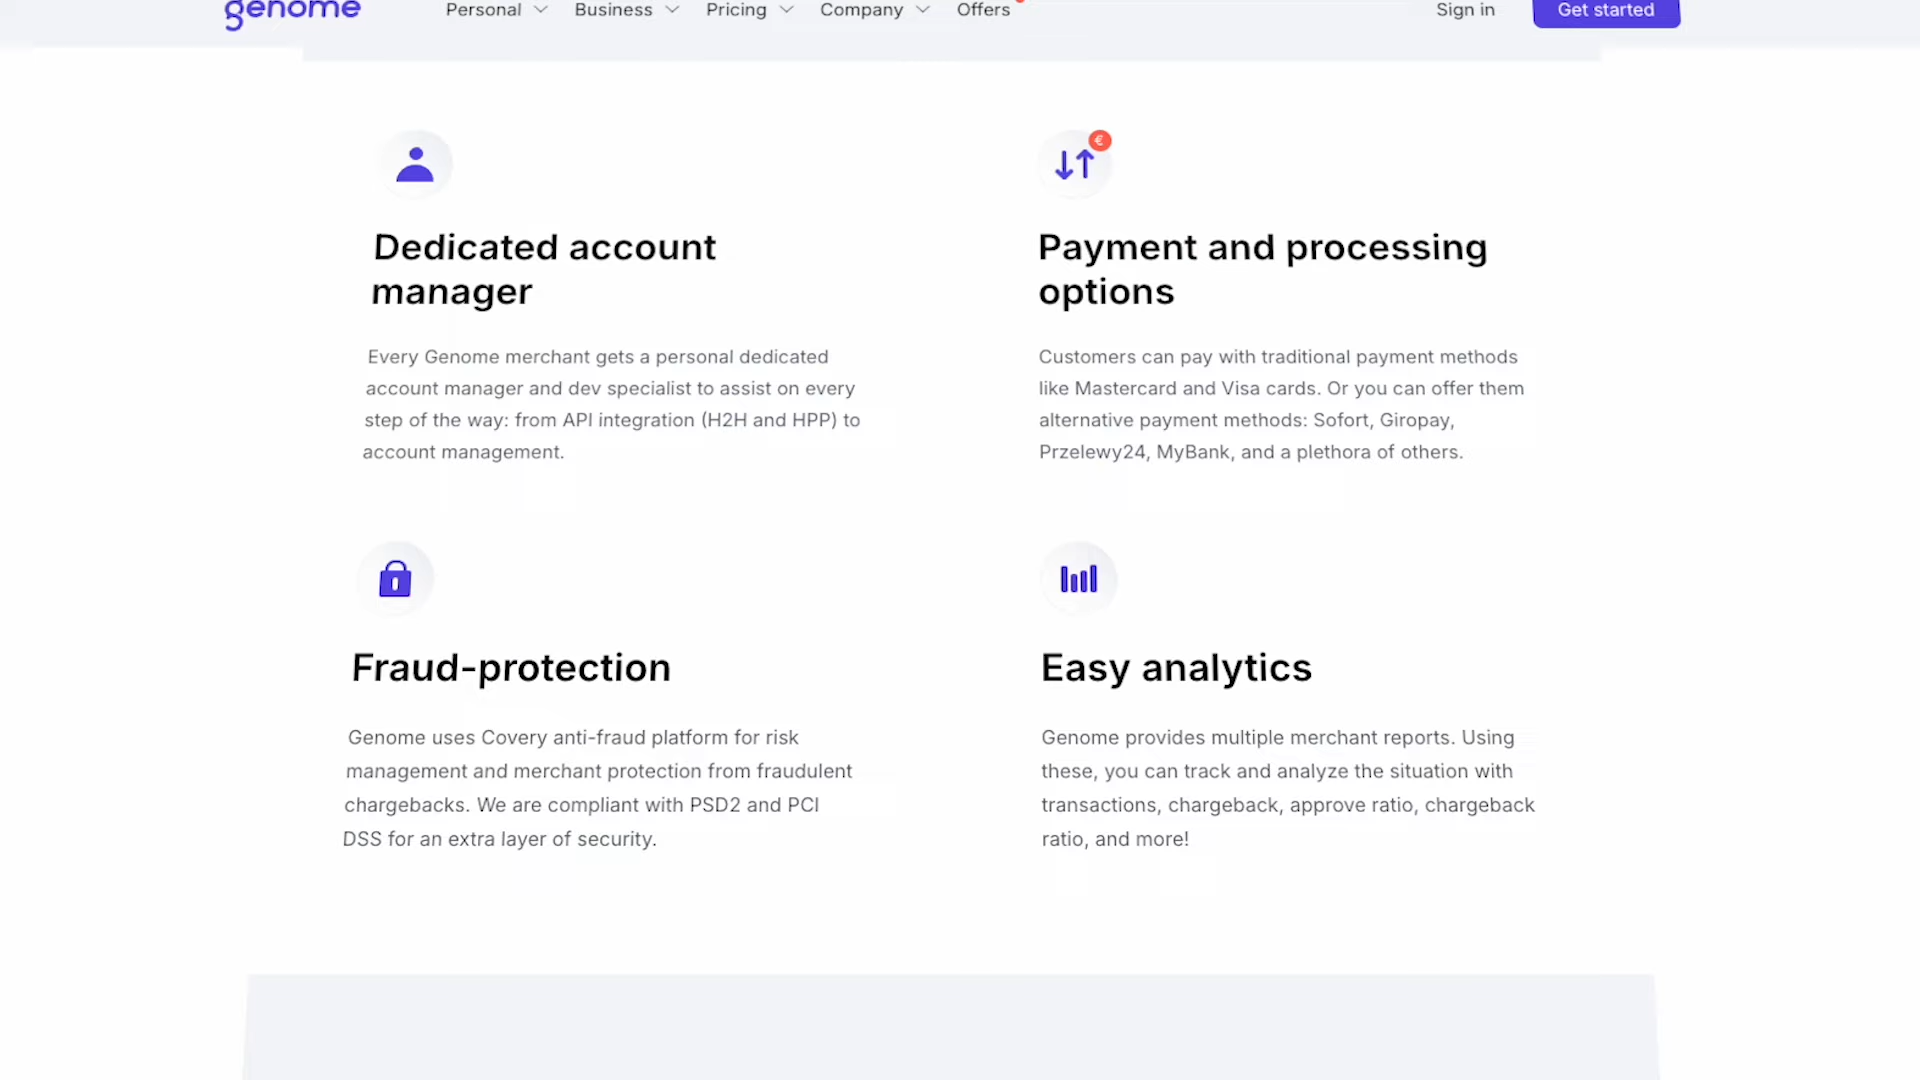 genome Personal Business Pricing Company Offers Sign in Get started
€
Dedicated account
manager
Every Genome merchant gets a personal dedicated
account manager and dev specialist to assist on every
step of the way: from API integration (H2H and HPP) to
account management.
Payment and processing
options
Customers can pay with traditional payment methods
like Mastercard and Visa cards. Or you can offer them
alternative payment methods: Sofort, Giropay,
Przelewy24, MyBank, and a plethora of others.
Fraud-protection
Genome uses Covery anti-fraud platform for risk
management and merchant protection from fraudulent
chargebacks. We are compliant with PSD2 and PCI
DSS for an extra layer of security.
Easy analytics
Genome provides multiple merchant reports. Using
these, you can track and analyze the situation with
transactions, chargeback, approve ratio, chargeback
ratio, and more!